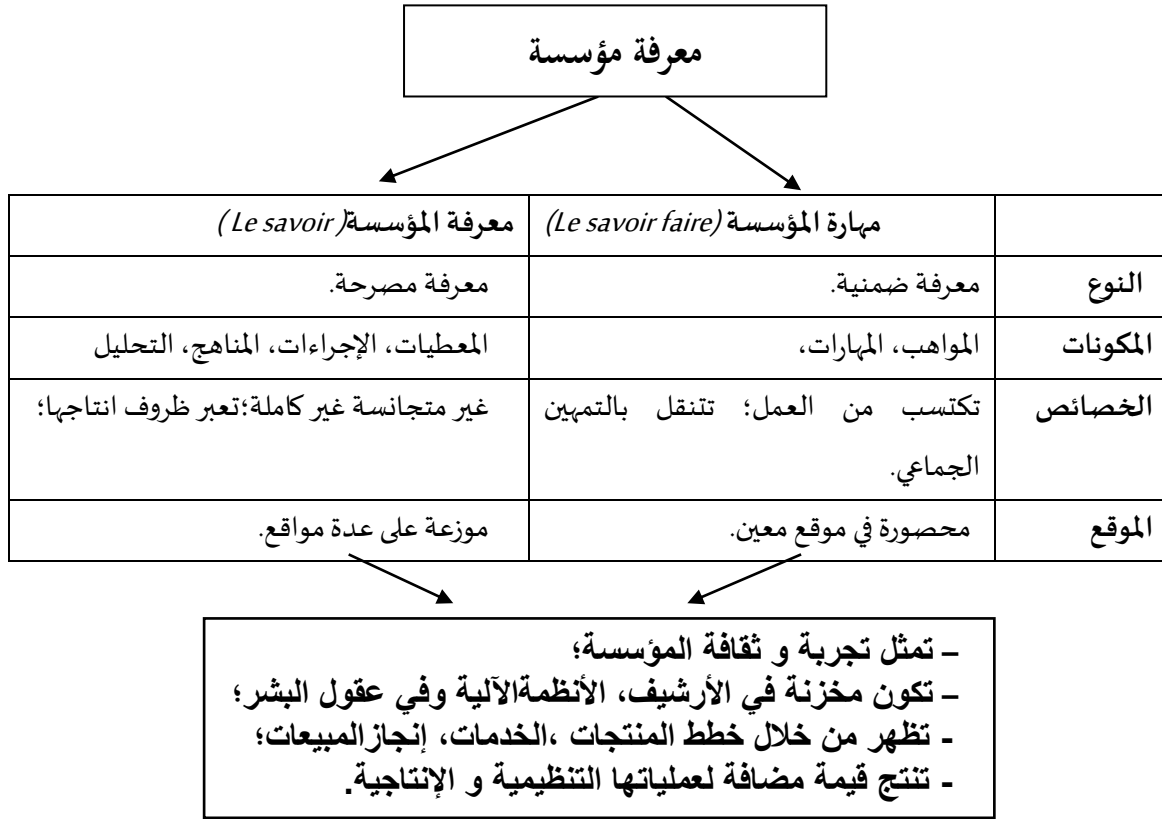 معرفة مؤسسة
مهارة المؤسسة (Le savoir faire)
معرفة المؤسسة( Le savoir )
النوع
معرفة ضمنية.
معرفة مصرحة.
المكونات
المواهب، المهارات،
المعطيات، الإجراءات، المناهج، التحليل
الخصائص
تكتسب من العمل؛ تتنقل بالتمهين
الجماعي.
غير متجانسة غير كاملة؛تعبر ظروف انتاجها؛
الموقع
محصورة في موقع معين.
موزعة على عدة مواقع.
– تمثل تجربة و ثقافة المؤسسة؛
– تكون مخزنة في الأرشيف، الأنظمةالآلية وفي عقول البشر؛
- تظهر من خلال خطط المنتجات ،الخدمات، إنجازالمبيعات؛
- تنتج قيمة مضافة لعملياتها التنظيمية و الإنتاجية.